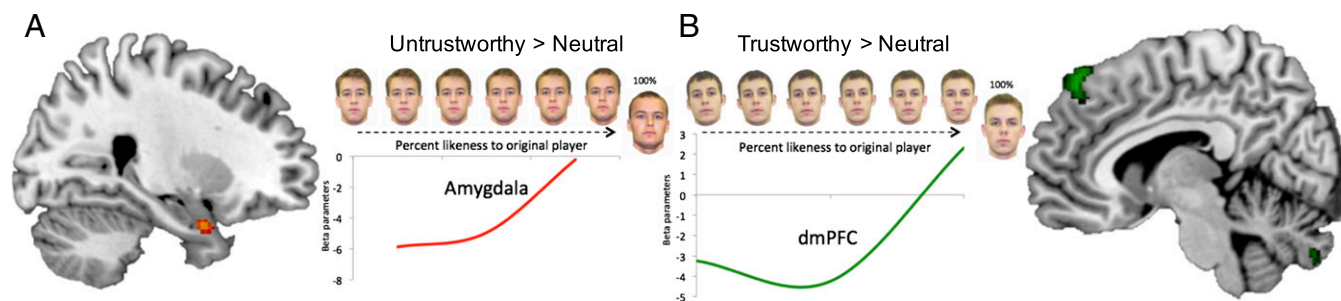 A
Untrustworthy > Neutral
100%
Percent likeness to original player
0
-2
-4
-6
-8
Beta parameters
Amygdala
B
Trustworthy > Neutral
100%
Percent likeness to original player
3
2
1
0
-1
-2
-3
-4
-5
Beta parameters
dmPFC